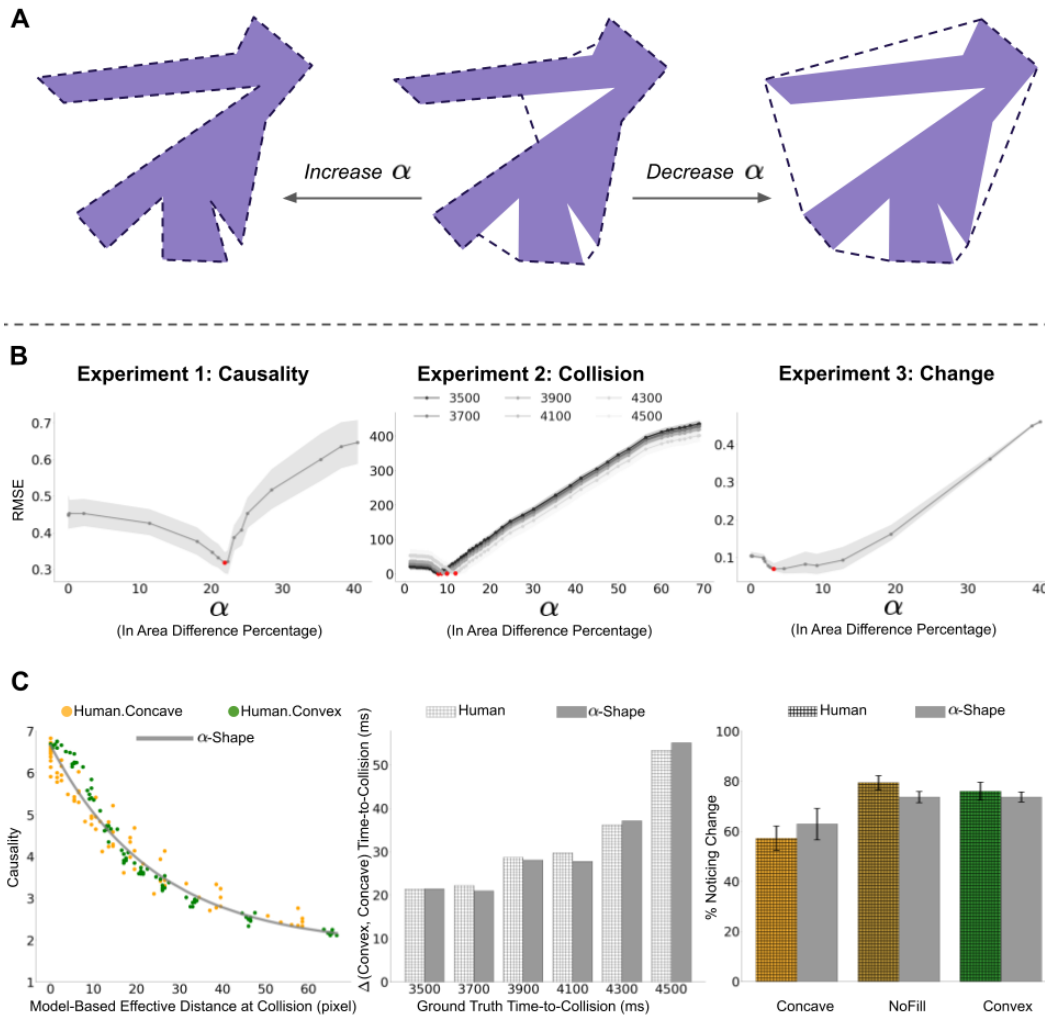 A
Increase α
Decrease α
B
Experiment 1: Causality
Experiment 2: Collision
Experiment 3: Change
RMSE
0.7
0.6
0.5
0.4
0.3
0 10 20 30 40
α
(In Area Difference Percentage)
3500 3900 4300
3700 4100 4500
400
300
200
100
0
0 10 20 30 40 50 60 70
α
(In Area Difference Percentage)
0.4
0.3
0.2
0.1
0 10 20 30 40
α
(In Area Difference Percentage)
C
Human.Concave Human.Convex
α-Shape
Causality
7
6
5
4
3
2
1
0 10 20 30 40 50 60
Model-Based Effective Distance at Collision (pixel)
Human α-Shape
Δ(Convex, Concave) Time-to-Collision (ms)
50
40
30
20
10
0
3500 3700 3900 4100 4300 4500
Ground Truth Time-to-Collision (ms)
Human α-Shape
% Noticing Change
100
80
60
40
20
0
Concave NoFill Convex